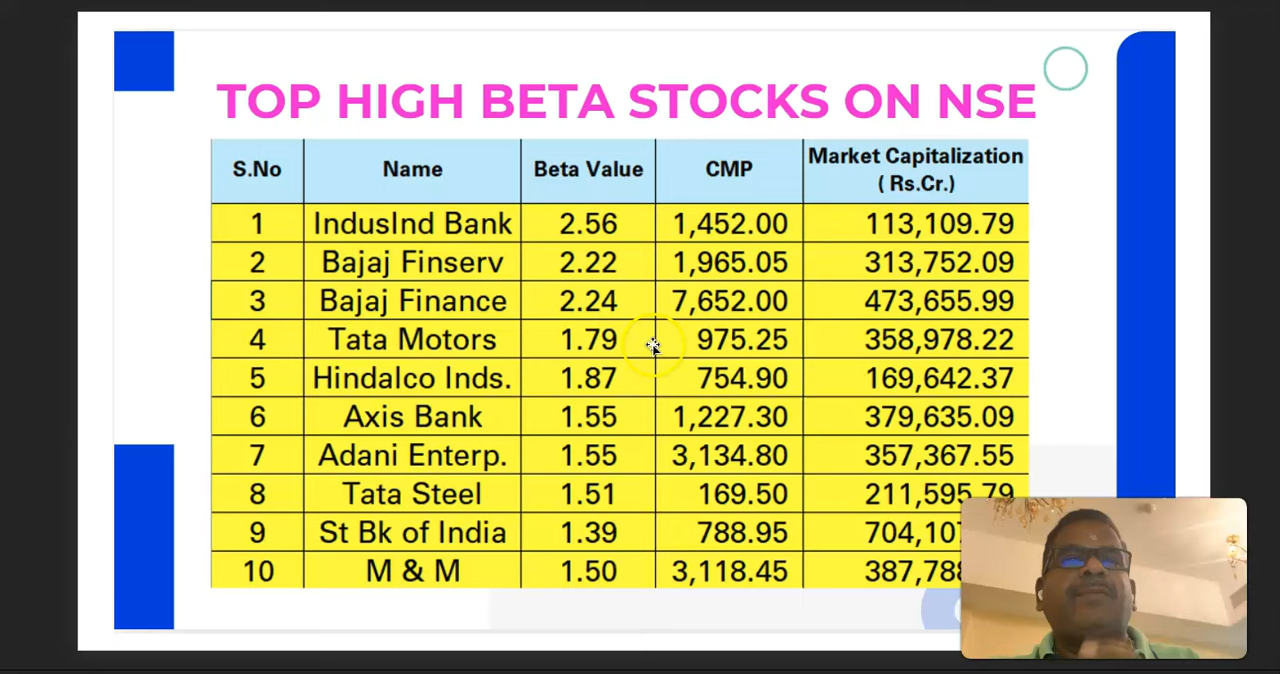 TOP HIGH BETA STOCKS ON NSE
S.No Name Beta Value CMP Market Capitalization ( Rs.Cr.)
1 IndusInd Bank 2.56 1,452.00 113,109.79
2 Bajaj Finserv 2.22 1,965.05 313,752.09
3 Bajaj Finance 2.24 7,652.00 473,655.99
4 Tata Motors 1.79 975.25 358,978.22
5 Hindalco Inds. 1.87 754.90 169,642.37
6 Axis Bank 1.55 1,227.30 379,635.09
7 Adani Enterp. 1.55 3,134.80 357,367.55
8 Tata Steel 1.51 169.50 211,595.79
9 St Bk of India 1.39 788.95
10 M & M 1.50 3,118.45